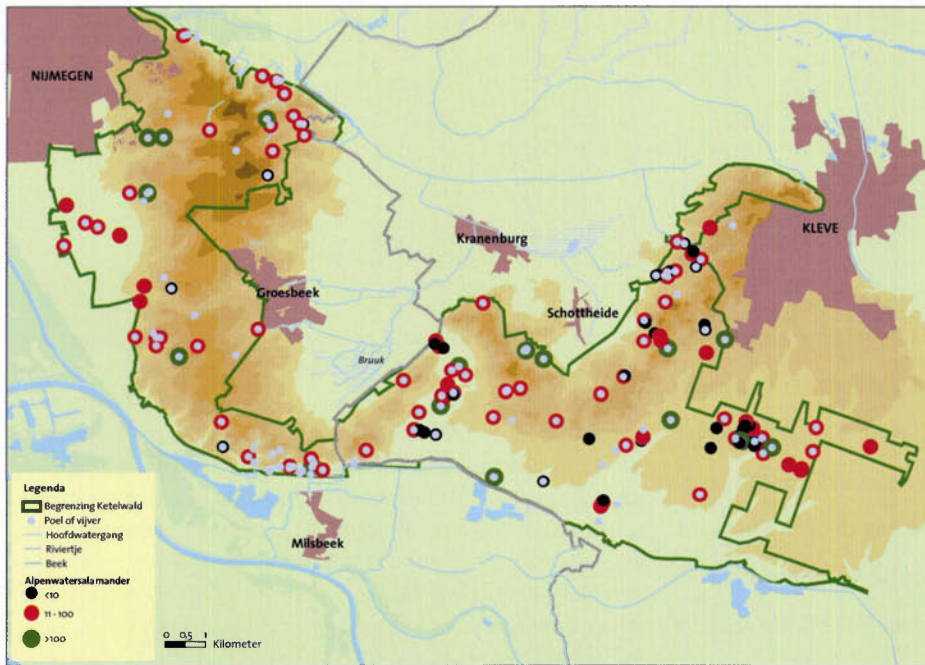 NIJMEGEN
Kranenburg
KLEVE
Groesbeek
Schottheide
Bruuk
Milsbeek
Legenda
Begrenzing Ketelwald
Poel of vijver
Hoofdwatergang
Riviertje
Beek
Alpenwatersalamander
<10
11 - 100
>100
0 0,5 1
Kilometer